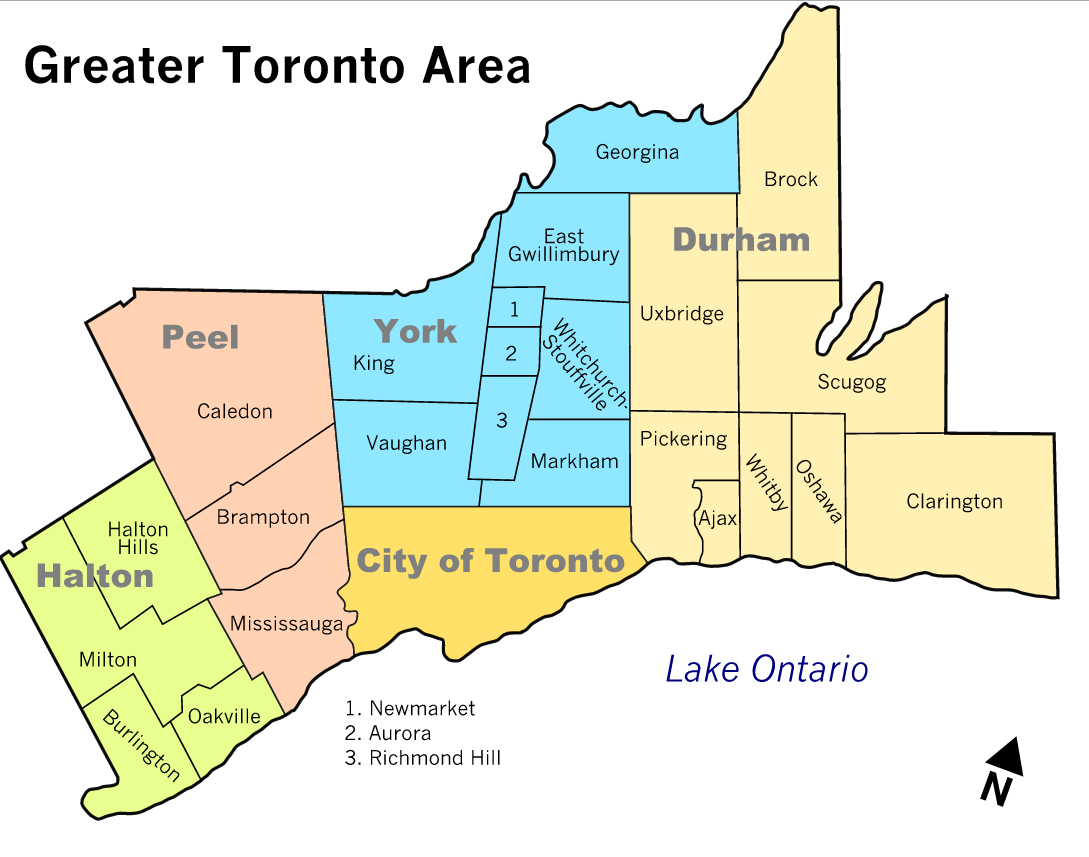 Greater Toronto Area
Georgina
Brock
East
Gwillimbury
Durham
1
Uxbridge
Peel
York
2
King
Whitchurch-
Stouffville
Scugog
Caledon
3
Vaughan
Pickering
Markham
Whitby
Oshawa
Clarington
Brampton
Ajax
Halton
Hills
City of Toronto
Halton
Mississauga
Milton
Lake Ontario
Oakville
Burlington
1. Newmarket
2. Aurora
3. Richmond Hill
N